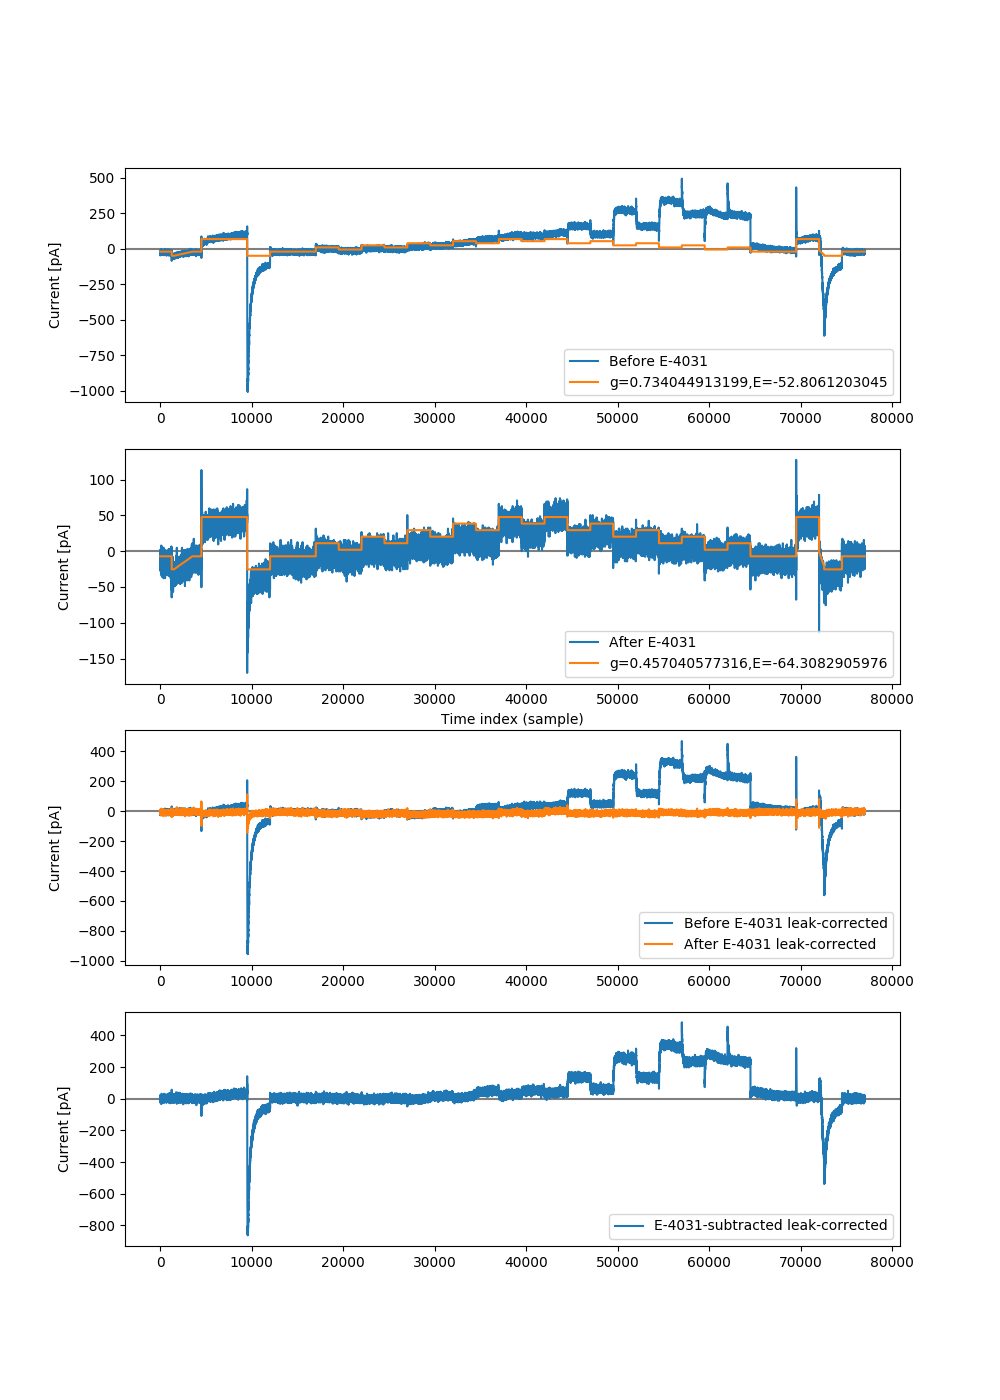 500
250
0
−250
−500
−750
−1000
Current [pA]
Before E-4031
g=0.734044913199,E=-52.8061203045
0 10000 20000 30000 40000 50000 60000 70000 80000
100
50
0
−50
−100
−150
Current [pA]
After E-4031
g=0.457040577316,E=-64.3082905976
0 10000 20000 30000 40000 50000 60000 70000 80000
Time index (sample)
400
200
0
−200
−400
−600
−800
−1000
Current [pA]
Before E-4031 leak-corrected
After E-4031 leak-corrected
0 10000 20000 30000 40000 50000 60000 70000 80000
400
200
0
−200
−400
−600
−800
Current [pA]
E-4031-subtracted leak-corrected
0 10000 20000 30000 40000 50000 60000 70000 80000